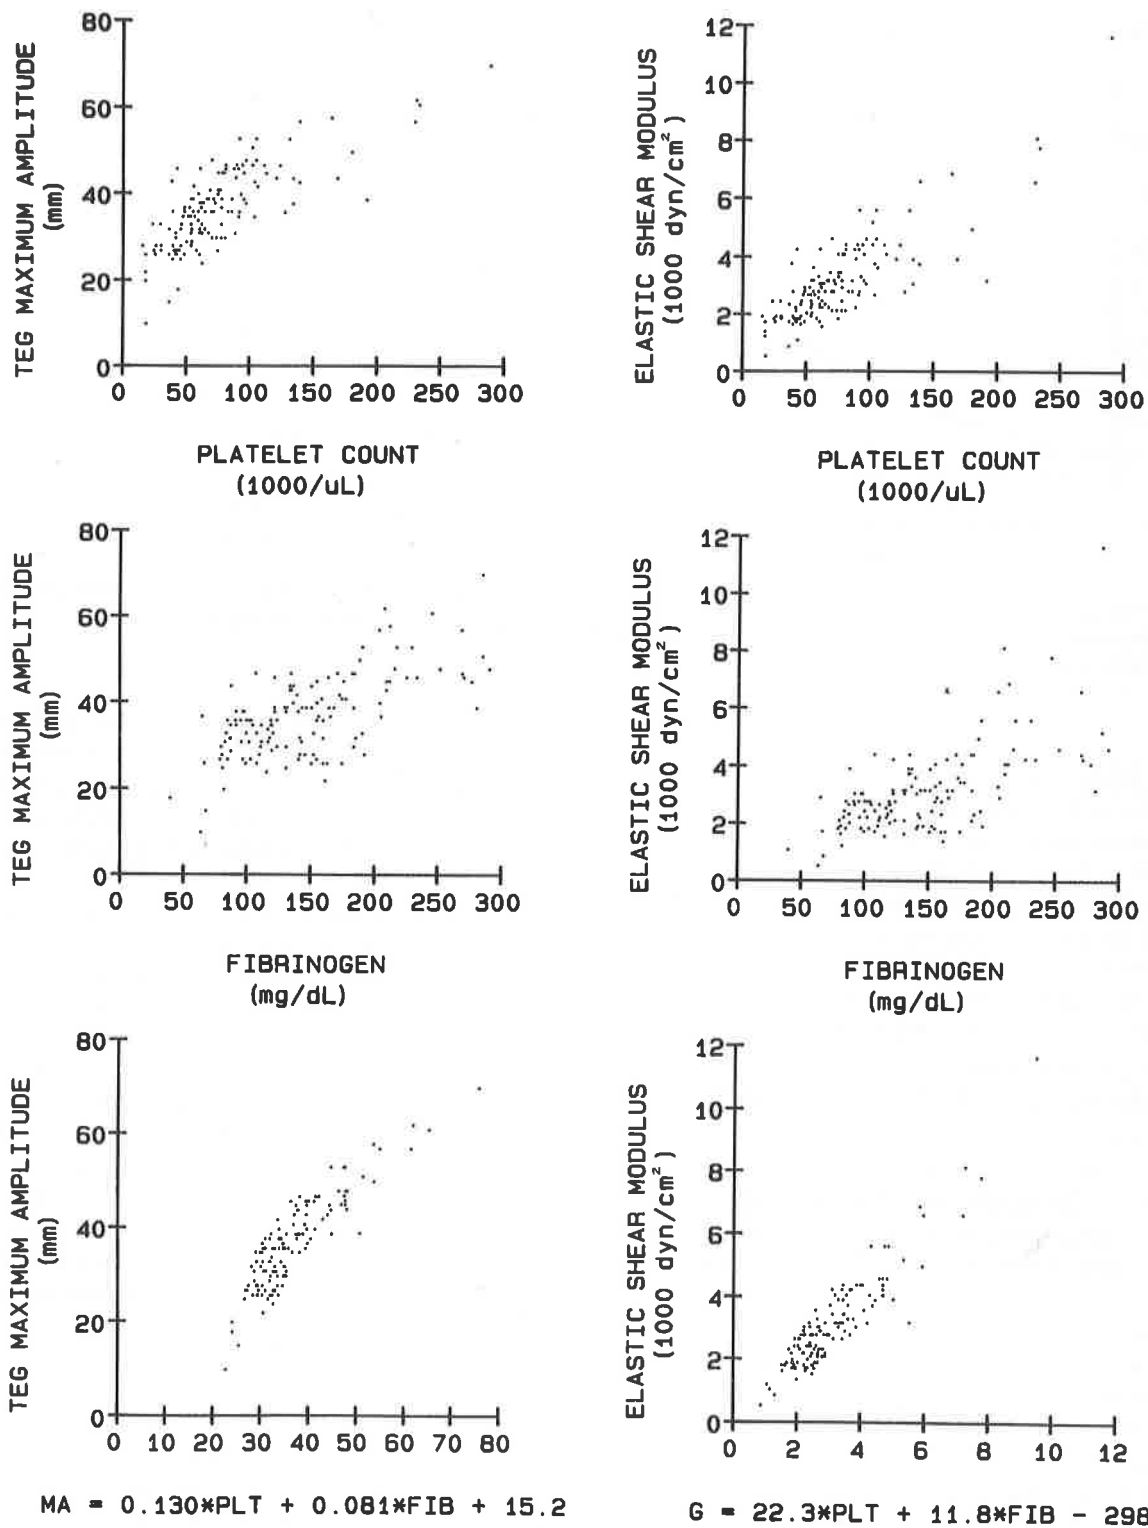 TEG MAXIMUM AMPLITUDE
(mm)
80
60
40
20
0
0 50 100 150 200 250 300
PLATELET COUNT
(1000/uL)
ELASTIC SHEAR MODULUS
(1000 dyn/cm²)
12
10
8
6
4
2
0
0 50 100 150 200 250 300
PLATELET COUNT
(1000/uL)
TEG MAXIMUM AMPLITUDE
(mm)
80
60
40
20
0
0 50 100 150 200 250 300
FIBRINOGEN
(mg/dL)
ELASTIC SHEAR MODULUS
(1000 dyn/cm²)
12
10
8
6
4
2
0
0 50 100 150 200 250 300
FIBRINOGEN
(mg/dL)
TEG MAXIMUM AMPLITUDE
(mm)
80
60
40
20
0
0 10 20 30 40 50 60 70 80
MA = 0.130*PLT + 0.081*FIB + 15.2
ELASTIC SHEAR MODULUS
(1000 dyn/cm²)
12
10
8
6
4
2
0
0 2 4 6 8 10 12
G = 22.3*PLT + 11.8*FIB - 298